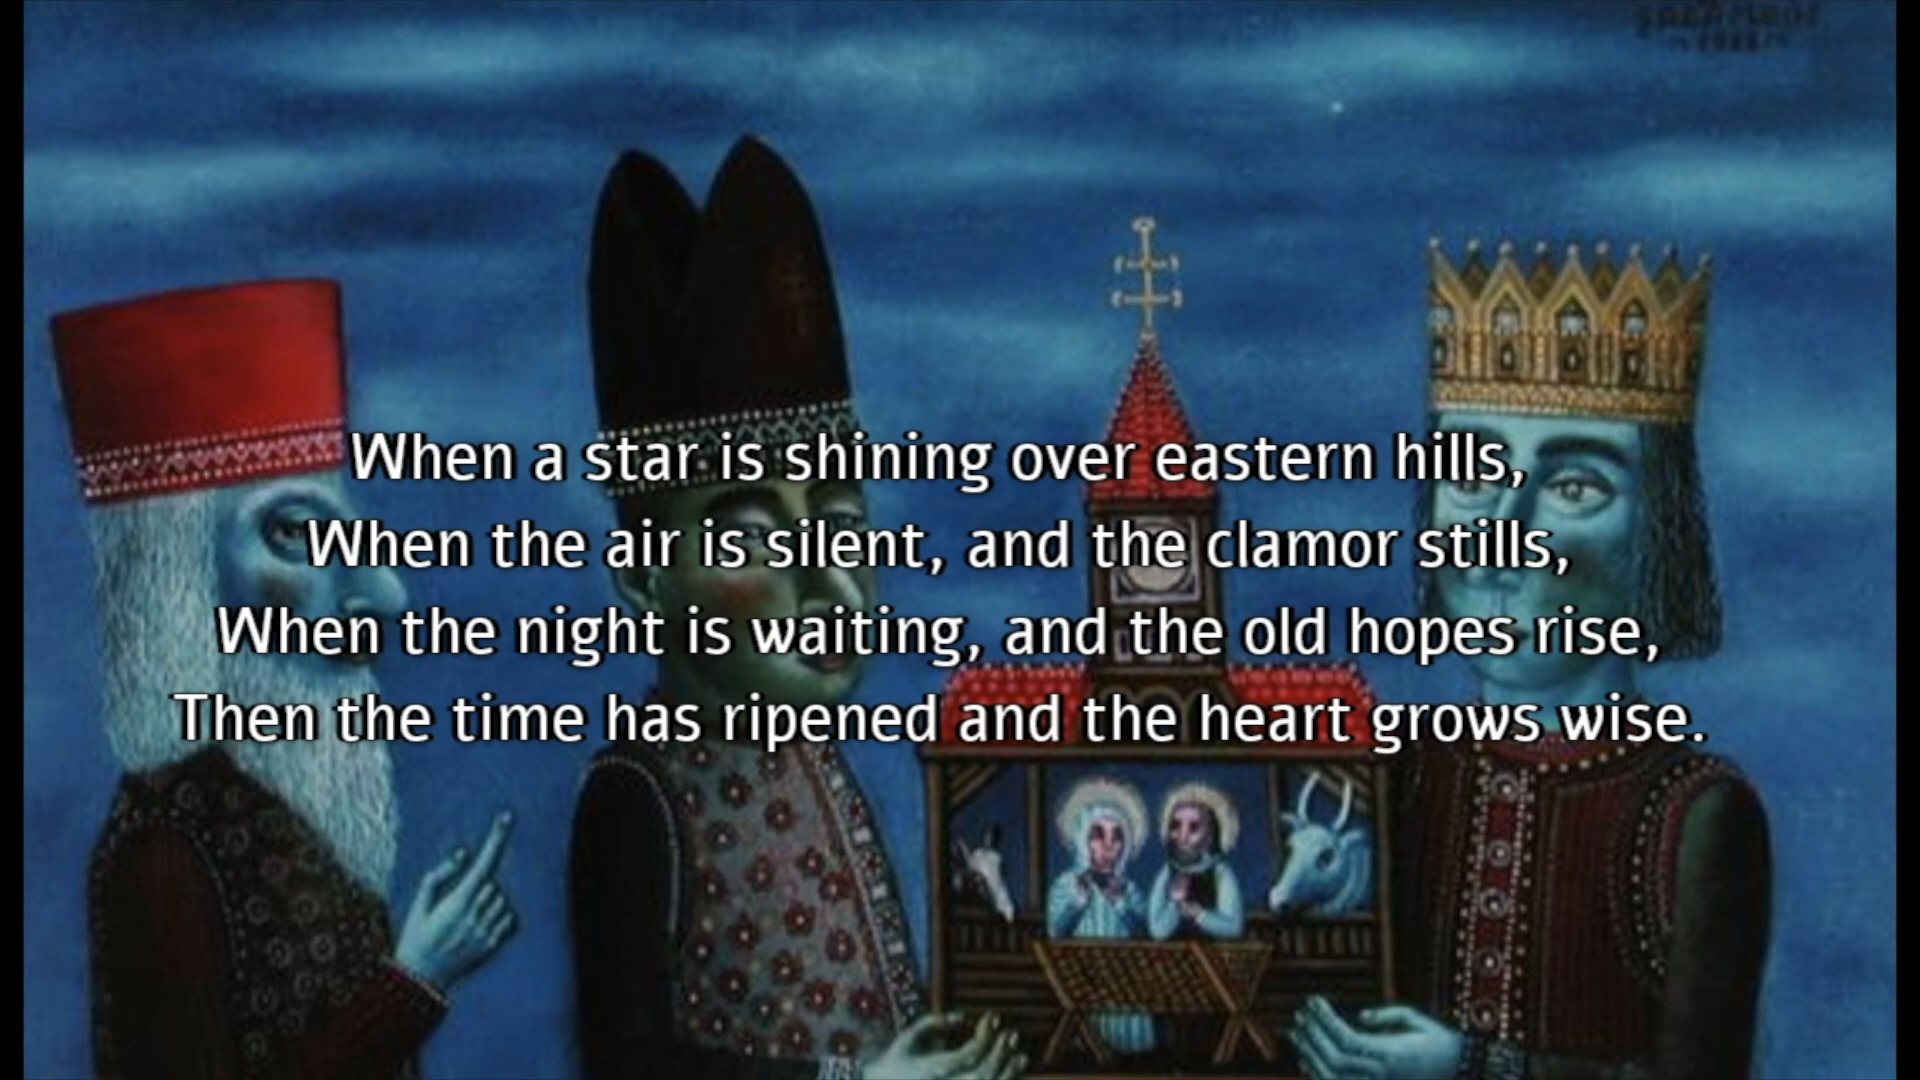 When a star is shining over eastern hills,
When the air is silent, and the clamor stills,
When the night is waiting, and the old hopes rise,
Then the time has ripened and the heart grows wise.